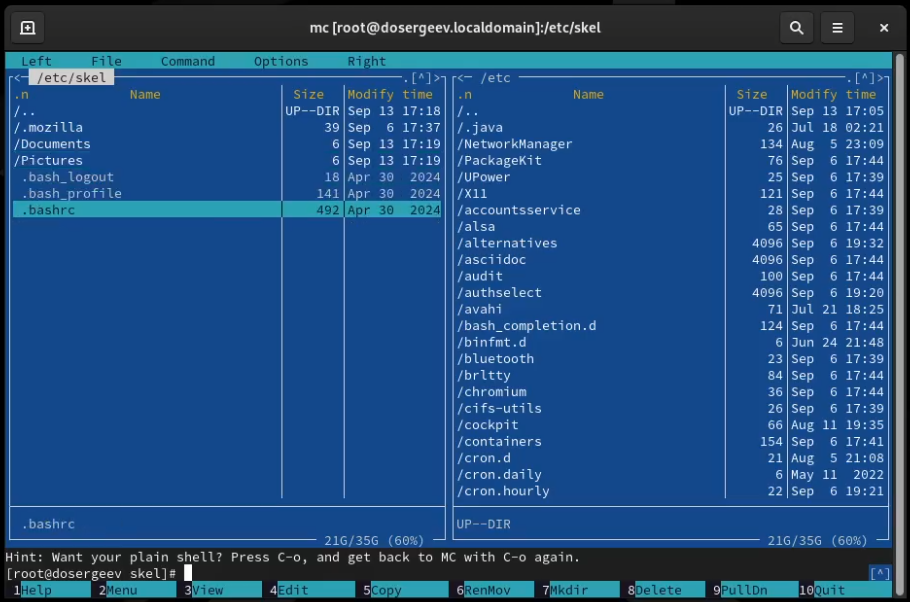 mc [root@dosergeev.localdomain]:/etc/skel
Left File Command Options Right
<─ /etc/skel .[^]>
.n Name Size Modify time
/.. UP--DIR Sep 13 17:18
/.mozilla 39 Sep 6 17:37
/Documents 6 Sep 13 17:19
/Pictures 6 Sep 13 17:19
.bash_logout 18 Apr 30 2024
.bash_profile 141 Apr 30 2024
.bashrc 492 Apr 30 2024
.bashrc
21G/35G (60%)
<─ /etc .[^]>
.n Name Size Modify time
/.. UP--DIR Sep 13 17:05
/.java 26 Jul 18 02:21
/NetworkManager 134 Aug 5 23:09
/PackageKit 76 Sep 6 17:44
/UPower 25 Sep 6 17:39
/X11 121 Sep 6 17:44
/accountsservice 28 Sep 6 17:39
/alsa 65 Sep 6 17:44
/alternatives 4096 Sep 6 19:32
/asciidoc 4096 Sep 6 17:44
/audit 100 Sep 6 17:44
/authselect 4096 Sep 6 19:20
/avahi 71 Jul 21 18:25
/bash_completion.d 124 Sep 6 17:44
/binfmt.d 6 Jun 24 21:48
/bluetooth 23 Sep 6 17:39
/brltty 84 Sep 6 17:44
/chromium 36 Sep 6 17:44
/cifs-utils 26 Sep 6 17:39
/cockpit 66 Aug 11 19:35
/containers 154 Sep 6 17:41
/cron.d 21 Aug 5 21:08
/cron.daily 6 May 11 2022
/cron.hourly 22 Sep 6 19:21
UP--DIR
21G/35G (60%)
Hint: Want your plain shell? Press C-o, and get back to MC with C-o again.
[root@dosergeev skel]# [^]
1Help 2Menu 3View 4Edit 5Copy 6RenMov 7Mkdir 8Delete 9PullDn 10Quit